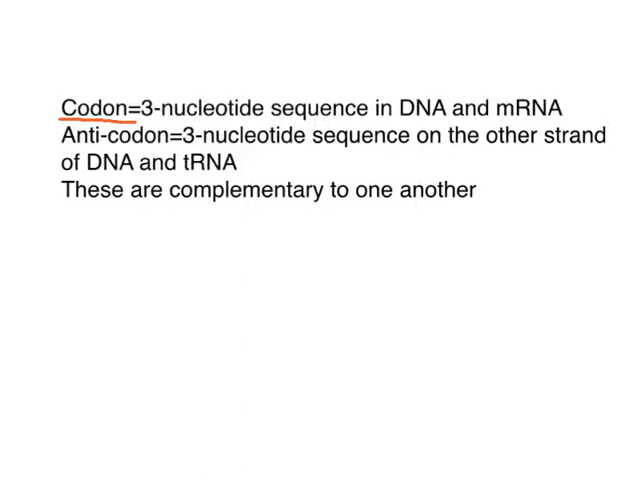 Codon=3-nucleotide sequence in DNA and mRNA
Anti-codon=3-nucleotide sequence on the other strand
of DNA and tRNA
These are complementary to one another